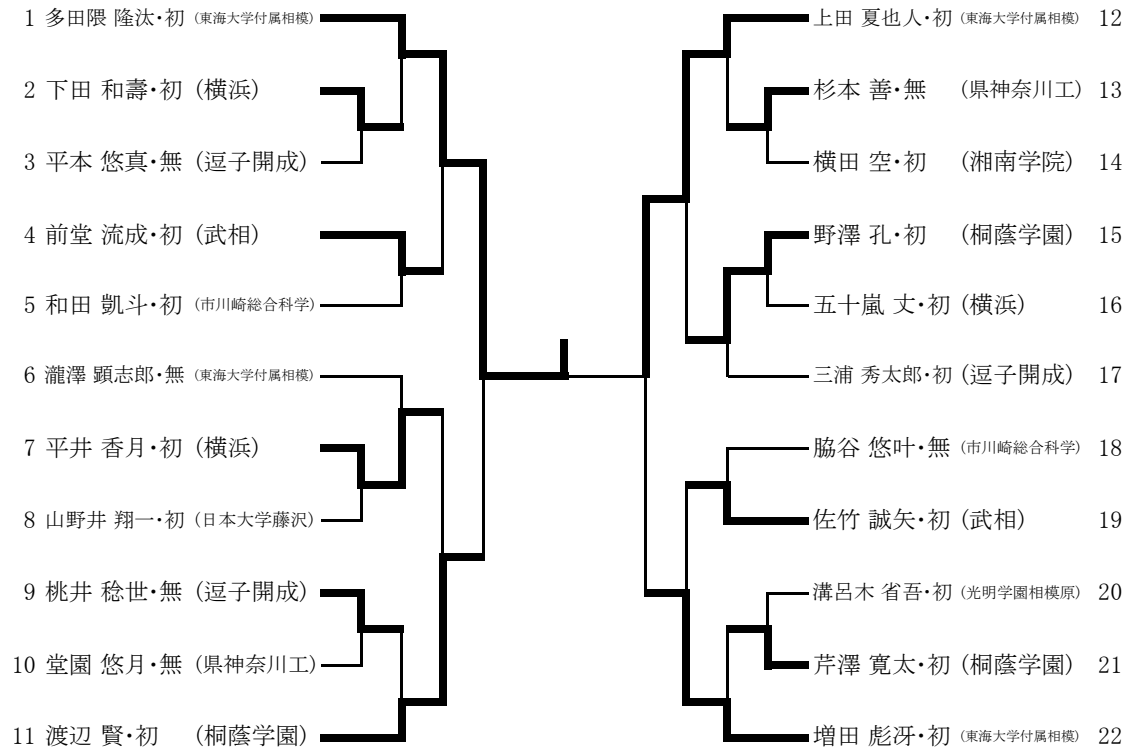 1 多田隈 隆汰・初 (東海大学付属相模)
2 下田 和壽・初 (横浜)
3 平本 悠真・無 (逗子開成)
4 前堂 流成・初 (武相)
5 和田 凱斗・初 (市川崎総合科学)
6 瀧澤 顕志郎・無 (東海大学付属相模)
7 平井 香月・初 (横浜)
8 山野井 翔一・初 (日本大学藤沢)
9 桃井 稔世・無 (逗子開成)
10 堂園 悠月・無 (県神奈川工)
11 渡辺 賢・初 (桐蔭学園)
上田 夏也人・初 (東海大学付属相模) 12
杉本 善・無 (県神奈川工) 13
横田 空・初 (湘南学院) 14
野澤 孔・初 (桐蔭学園) 15
五十嵐 丈・初 (横浜) 16
三浦 秀太郎・初 (逗子開成) 17
脇谷 悠叶・無 (市川崎総合科学) 18
佐竹 誠矢・初 (武相) 19
溝呂木 省吾・初 (光明学園相模原) 20
芹澤 寛太・初 (桐蔭学園) 21
増田 彪冴・初 (東海大学付属相模) 22